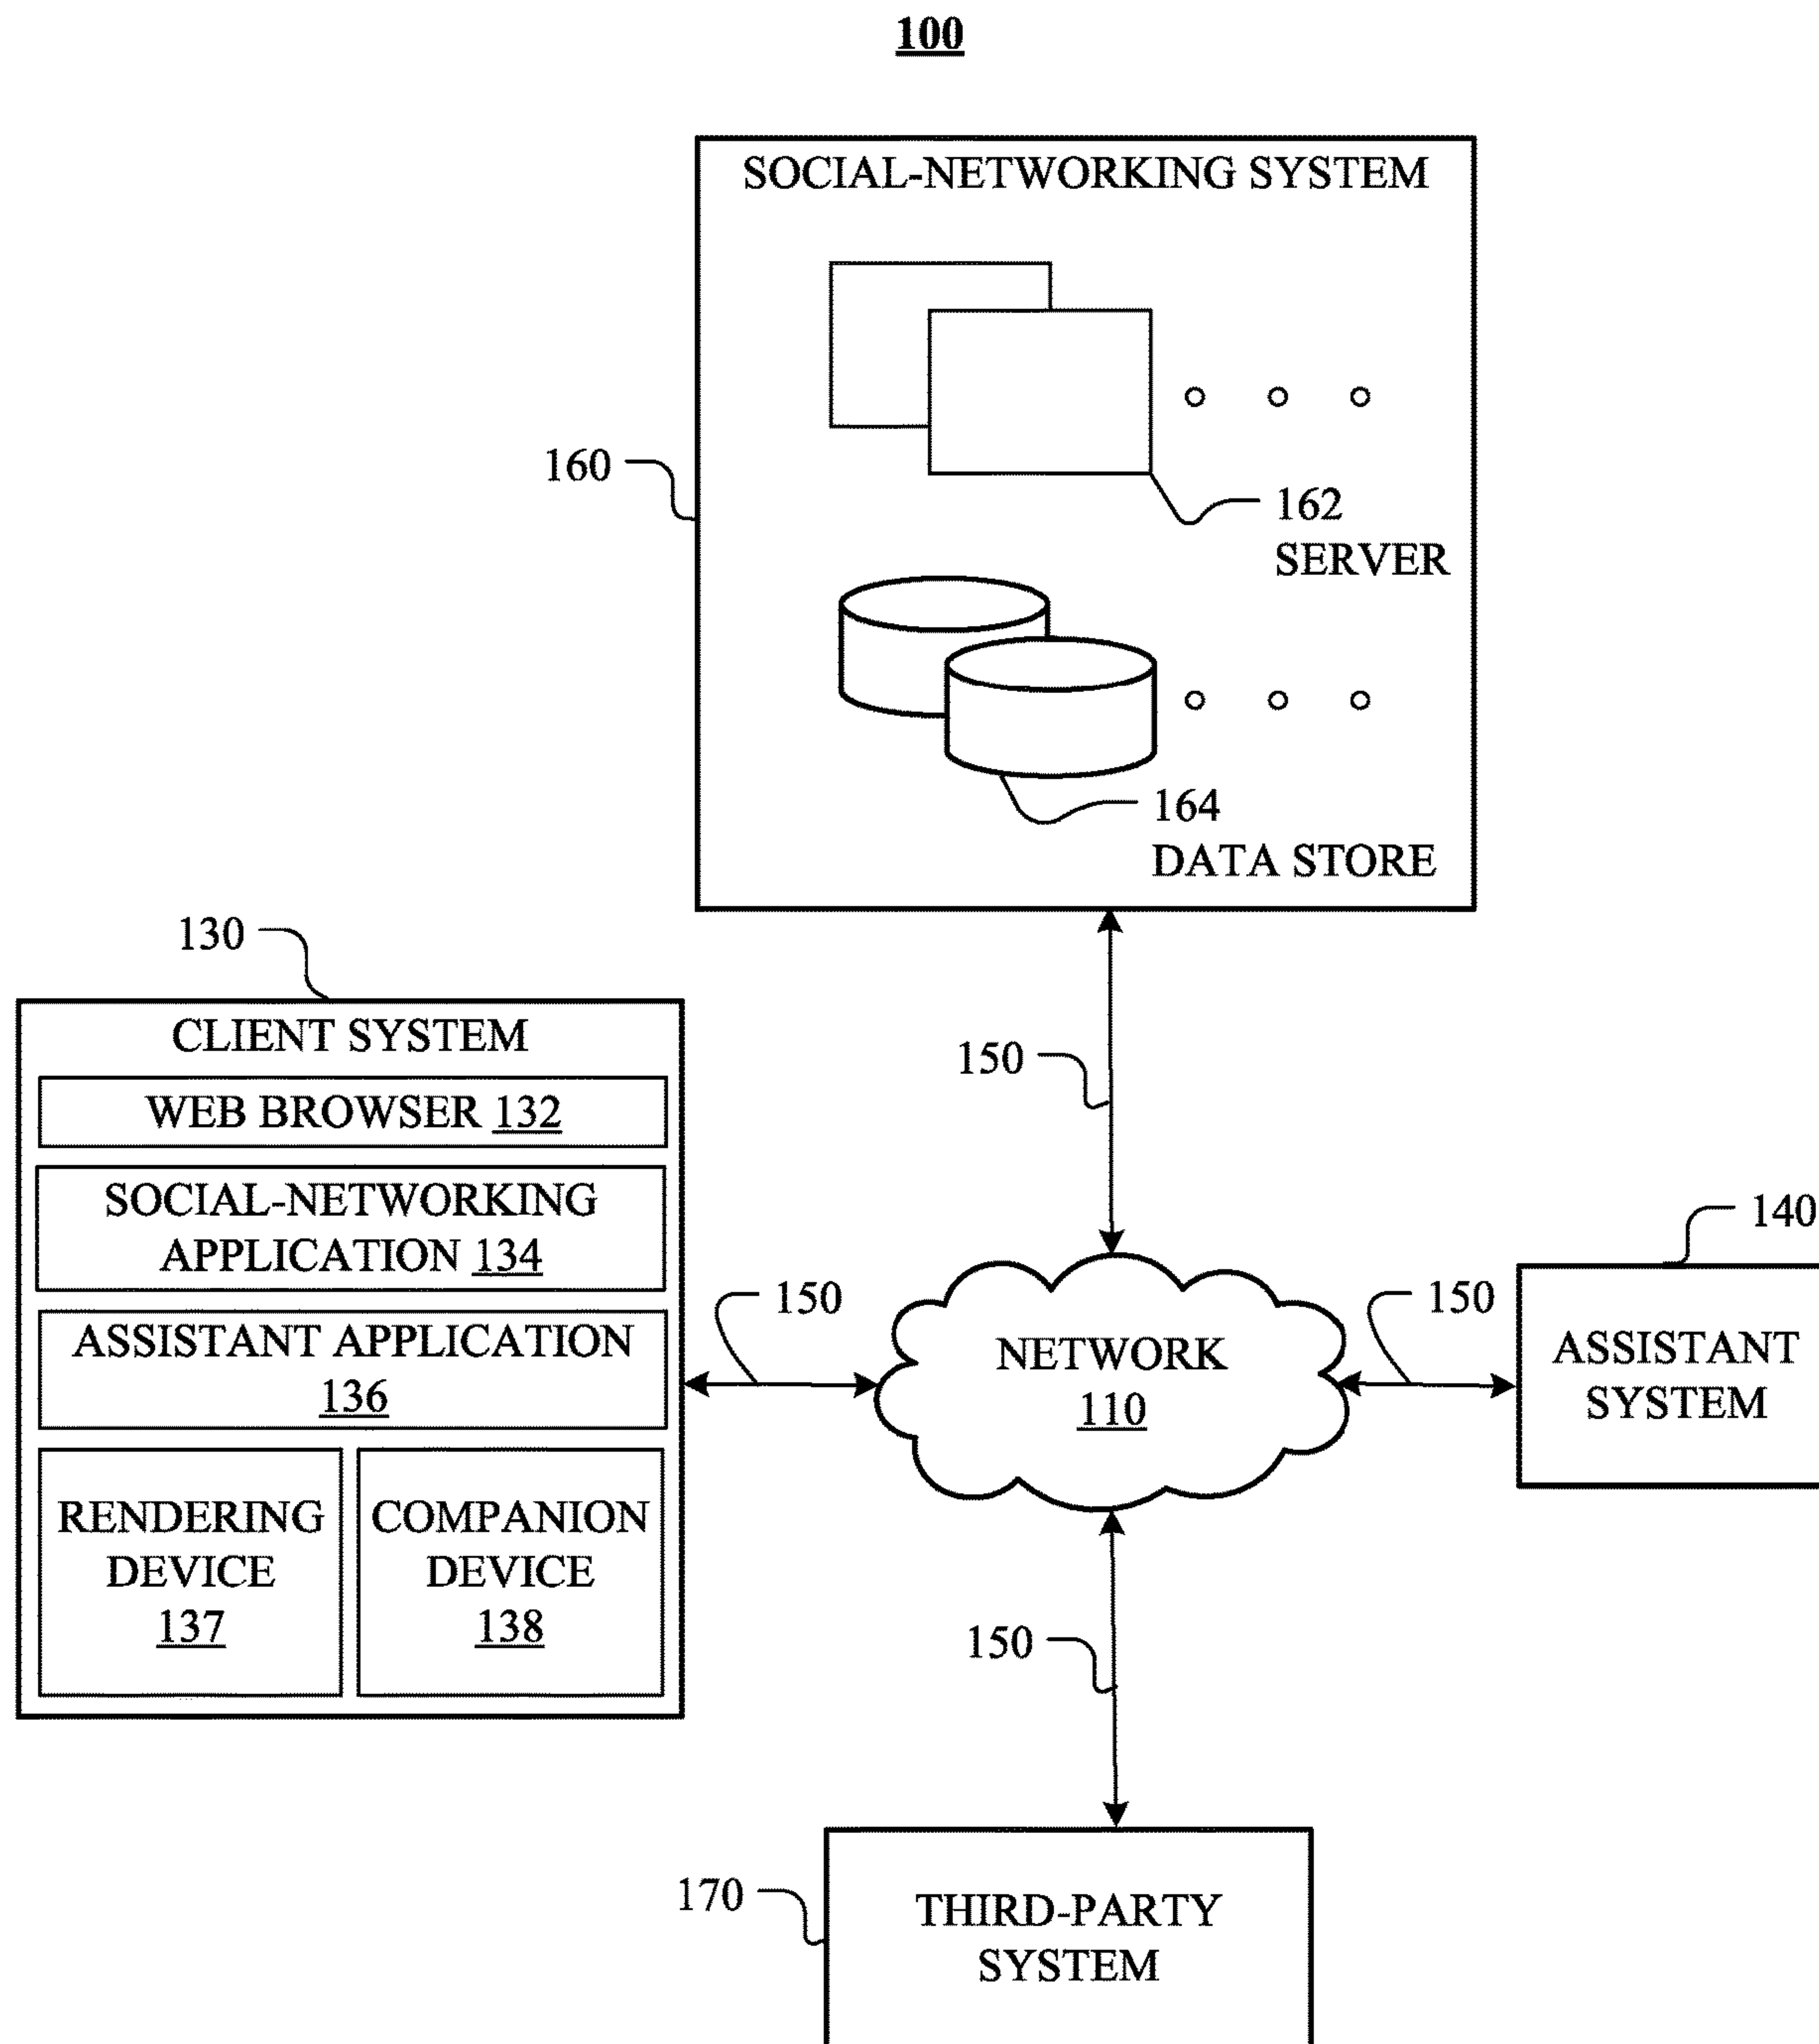 100
SOCIAL-NETWORKING SYSTEM
160
162
SERVER
164
DATA STORE
130
CLIENT SYSTEM
WEB BROWSER 132
SOCIAL-NETWORKING
APPLICATION 134
ASSISTANT APPLICATION
136
RENDERING
DEVICE
137
COMPANION
DEVICE
138
150
150
NETWORK
110
150
140
ASSISTANT
SYSTEM
150
170
THIRD-PARTY
SYSTEM